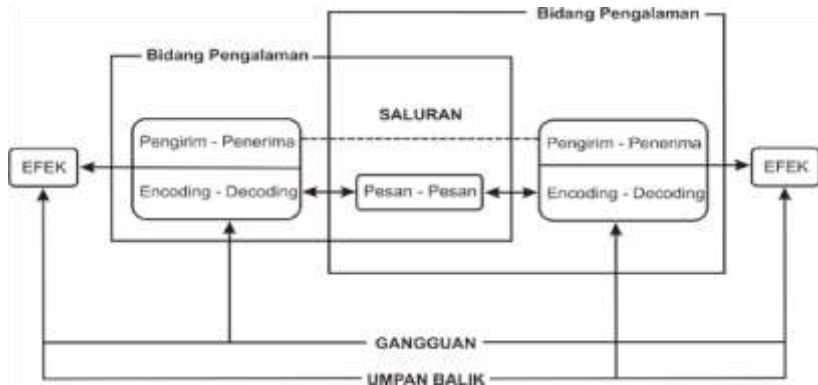 Bidang Pengalaman
Bidang Pengalaman
SALURAN
Pengirim - Penerima
Pengirim - Penerima
EFEK
EFEK
Encoding - Decoding
Pesan - Pesan
Encoding - Decoding
GANGGUAN
UMPAN BALIK